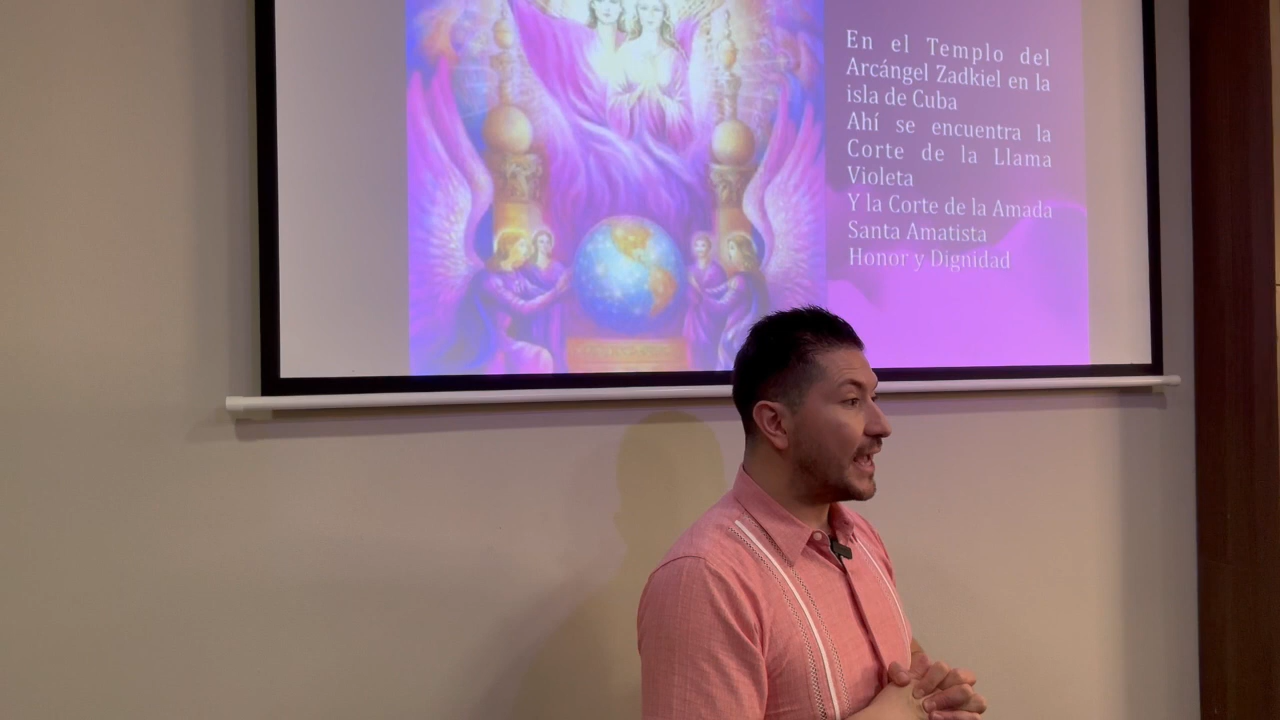 En el Templo del
Arcángel Zadkiel en la
isla de Cuba
Ahí se encuentra la
Corte de la Llama
Violeta
Y la Corte de la Amada
Santa Amatista
Honor y Dignidad